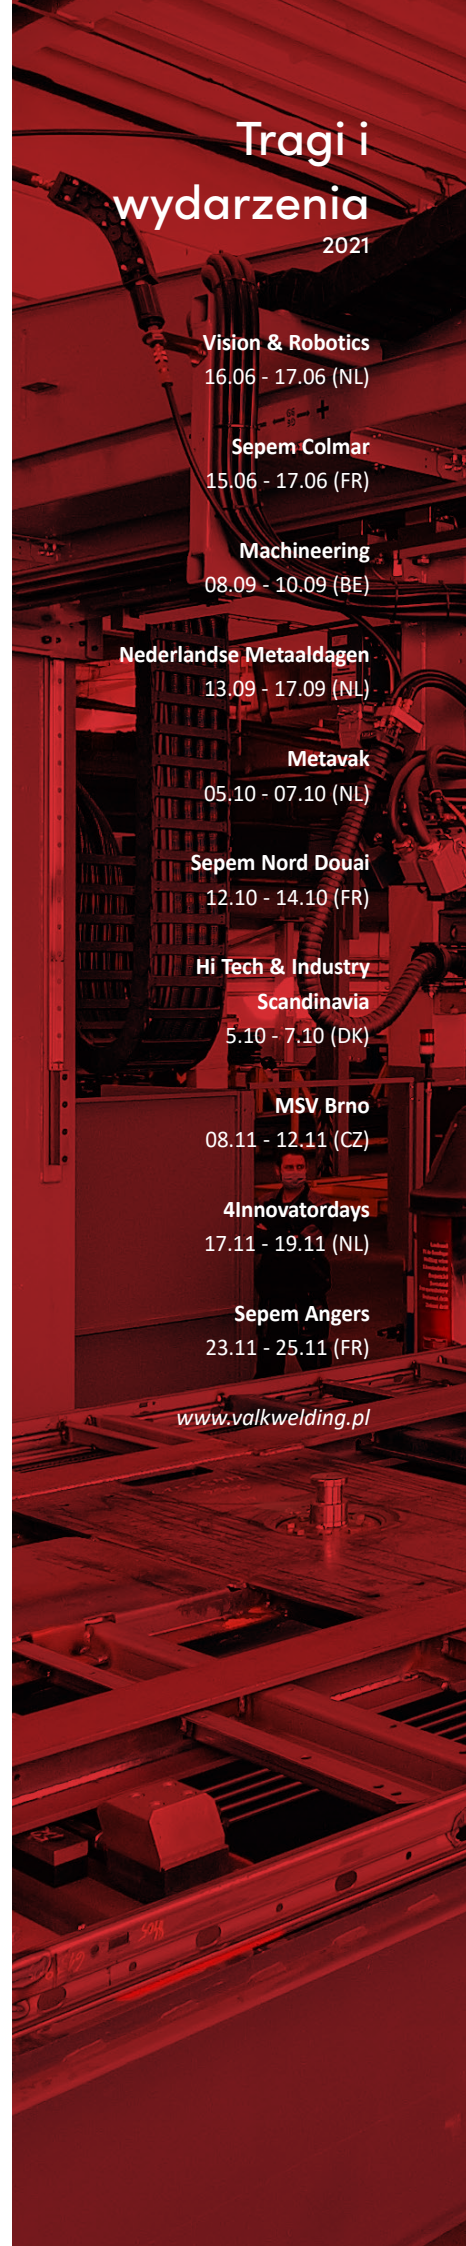 Tragi i
wydarzenia
2021
Vision & Robotics
16.06 - 17.06 (NL)
Sepem Colmar
15.06 - 17.06 (FR)
Machineering
08.09 - 10.09 (BE)
Nederlandse Metaaldagen
13.09 - 17.09 (NL)
Metavak
05.10 - 07.10 (NL)
Sepem Nord Douai
12.10 - 14.10 (FR)
Hi Tech & Industry
Scandinavia
5.10 - 7.10 (DK)
MSV Brno
08.11 - 12.11 (CZ)
4Innovatordays
17.11 - 19.11 (NL)
Sepem Angers
23.11 - 25.11 (FR)
www.valkwelding.pl